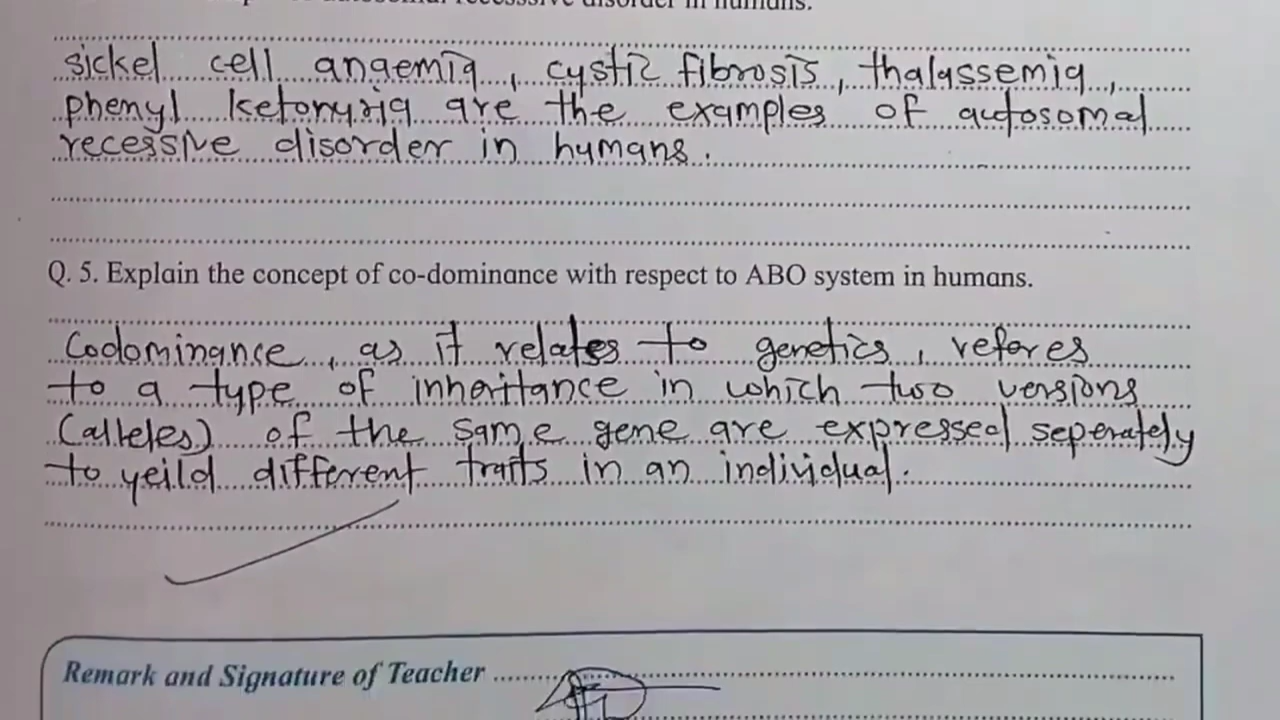 disorder in humans.
sickel cell anaemia, cystic fibrosis, thalassemia,
phenyl ketonuria are the examples of autosomal
recessive disorder in humans.
Q. 5. Explain the concept of co-dominance with respect to ABO system in humans.
Codominance, as it relates to genetics, referes
to a type of inheritance in which two versions
(alleles) of the same gene are expressed seperately
to yeild different traits in an individual.
Remark and Signature of Teacher